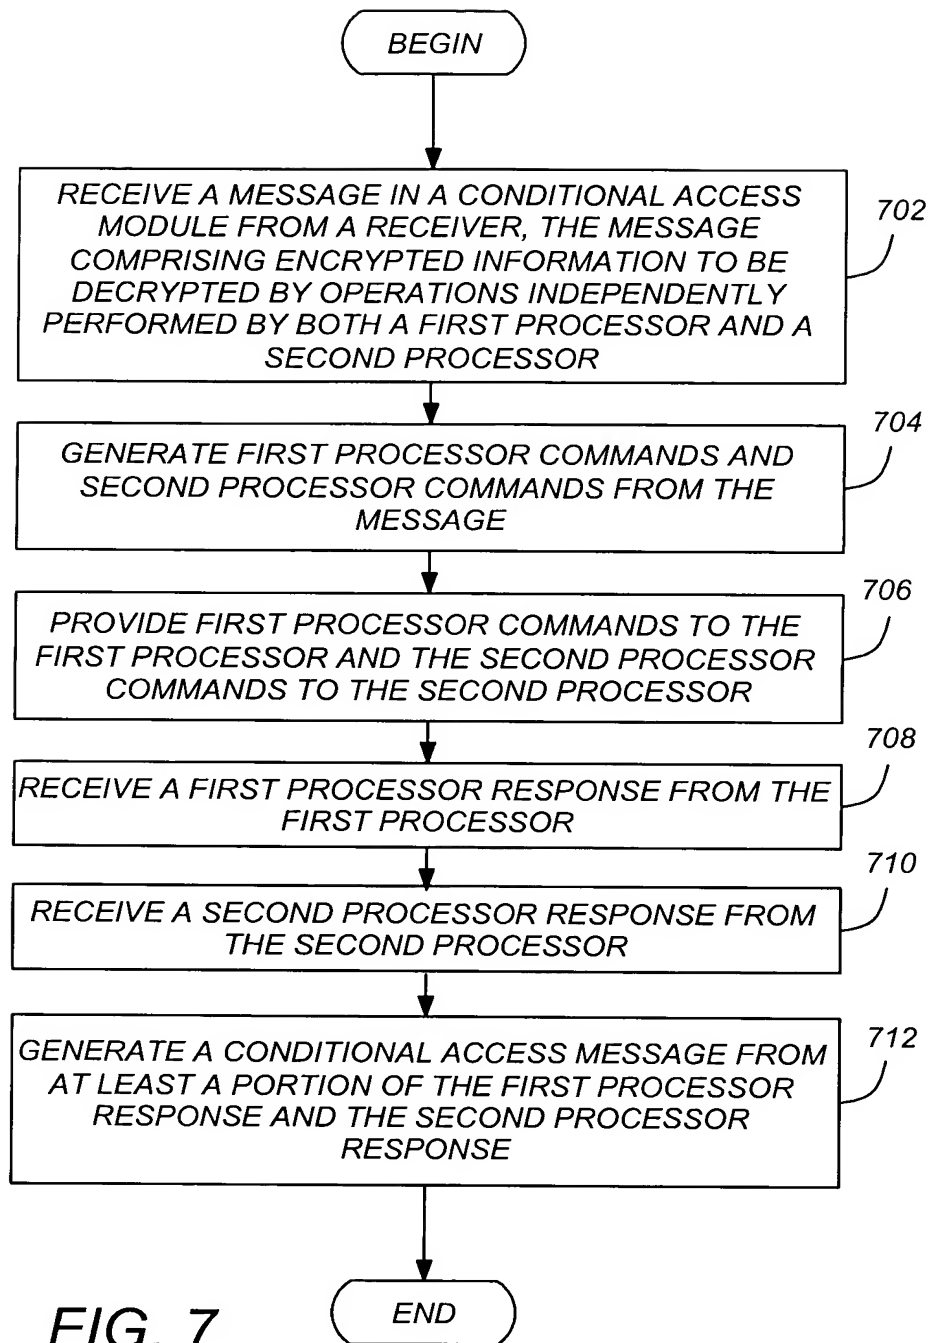 BEGIN
RECEIVE A MESSAGE IN A CONDITIONAL ACCESS
MODULE FROM A RECEIVER, THE MESSAGE
COMPRISING ENCRYPTED INFORMATION TO BE
DECRYPTED BY OPERATIONS INDEPENDENTLY
PERFORMED BY BOTH A FIRST PROCESSOR AND A
SECOND PROCESSOR
702
GENERATE FIRST PROCESSOR COMMANDS AND
SECOND PROCESSOR COMMANDS FROM THE
MESSAGE
704
PROVIDE FIRST PROCESSOR COMMANDS TO THE
FIRST PROCESSOR AND THE SECOND PROCESSOR
COMMANDS TO THE SECOND PROCESSOR
706
RECEIVE A FIRST PROCESSOR RESPONSE FROM THE
FIRST PROCESSOR
708
RECEIVE A SECOND PROCESSOR RESPONSE FROM
THE SECOND PROCESSOR
710
GENERATE A CONDITIONAL ACCESS MESSAGE FROM
AT LEAST A PORTION OF THE FIRST PROCESSOR
RESPONSE AND THE SECOND PROCESSOR
RESPONSE
712
END
FIG. 7